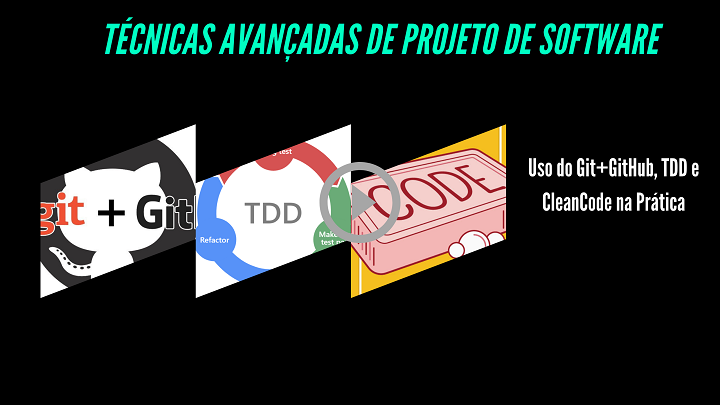 TÉCNICAS AVANÇADAS DE PROJETO DE SOFTWARE
git + Git
TDD
Refactor
Make
test
CODE
Uso do Git+GitHub, TDD e
CleanCode na Prática